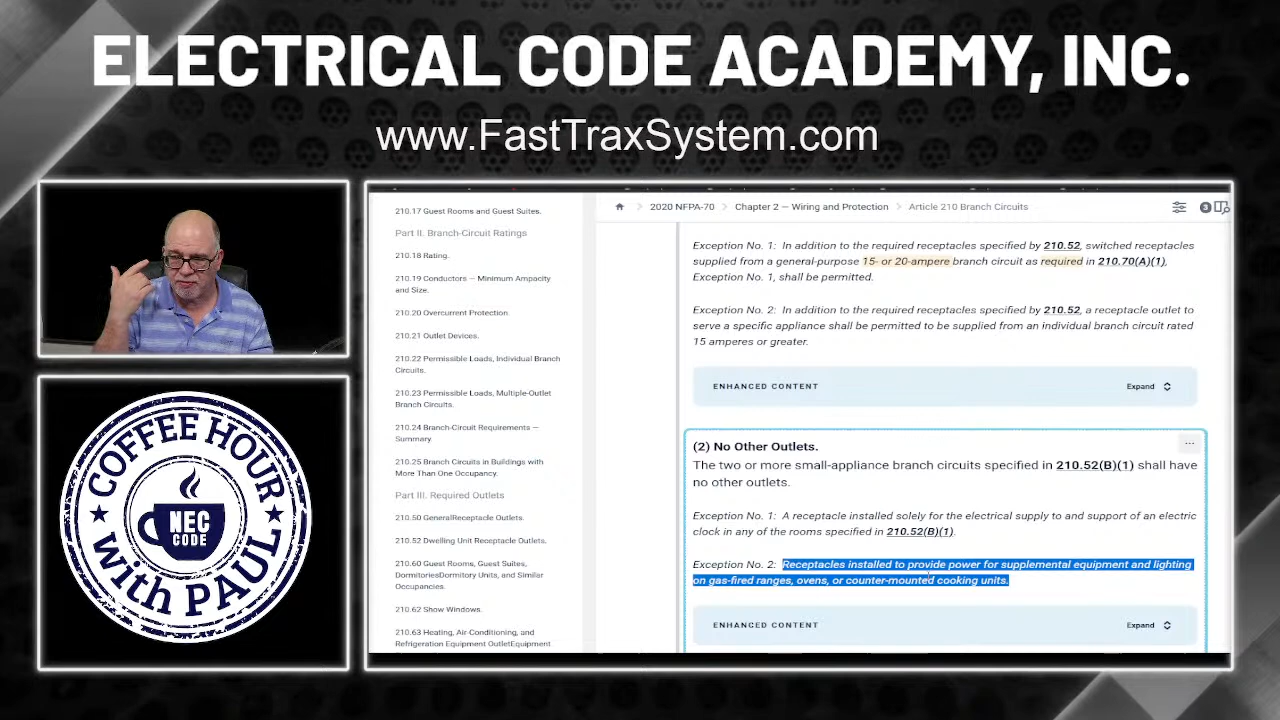 ELECTRICAL CODE ACADEMY, INC.
www.FastTraxSystem.com
COFFEE HOUR
NEC
CODE
with PAUL
210.17 Guest Rooms and Guest Suites.
Part II. Branch-Circuit Ratings
210.18 Rating.
210.19 Conductors — Minimum Ampacity
and Size.
210.20 Overcurrent Protection.
210.21 Outlet Devices.
210.22 Permissible Loads, Individual Branch
Circuits.
210.23 Permissible Loads, Multiple-Outlet
Branch Circuits.
210.24 Branch-Circuit Requirements —
Summary.
210.25 Branch Circuits in Buildings with
More Than One Occupancy.
Part III. Required Outlets
210.50 GeneralReceptacle Outlets.
210.52 Dwelling Unit Receptacle Outlets.
210.60 Guest Rooms, Guest Suites,
DormitoriesDormitory Units, and Similar
Occupancies.
210.62 Show Windows.
210.63 Heating, Air-Conditioning, and
Refrigeration Equipment OutletEquipment
2020 NFPA-70 > Chapter 2 — Wiring and Protection > Article 210 Branch Circuits
3
Exception No. 1: In addition to the required receptacles specified by 210.52, switched receptacles
supplied from a general-purpose 15- or 20-ampere branch circuit as required in 210.70(A)(1),
Exception No. 1, shall be permitted.
Exception No. 2: In addition to the required receptacles specified by 210.52, a receptacle outlet to
serve a specific appliance shall be permitted to be supplied from an individual branch circuit rated
15 amperes or greater.
ENHANCED CONTENT Expand
(2) No Other Outlets.
The two or more small-appliance branch circuits specified in 210.52(B)(1) shall have
no other outlets.
Exception No. 1: A receptacle installed solely for the electrical supply to and support of an electric
clock in any of the rooms specified in 210.52(B)(1).
Exception No. 2: Receptacles installed to provide power for supplemental equipment and lighting
on gas-fired ranges, ovens, or counter-mounted cooking units.
ENHANCED CONTENT Expand